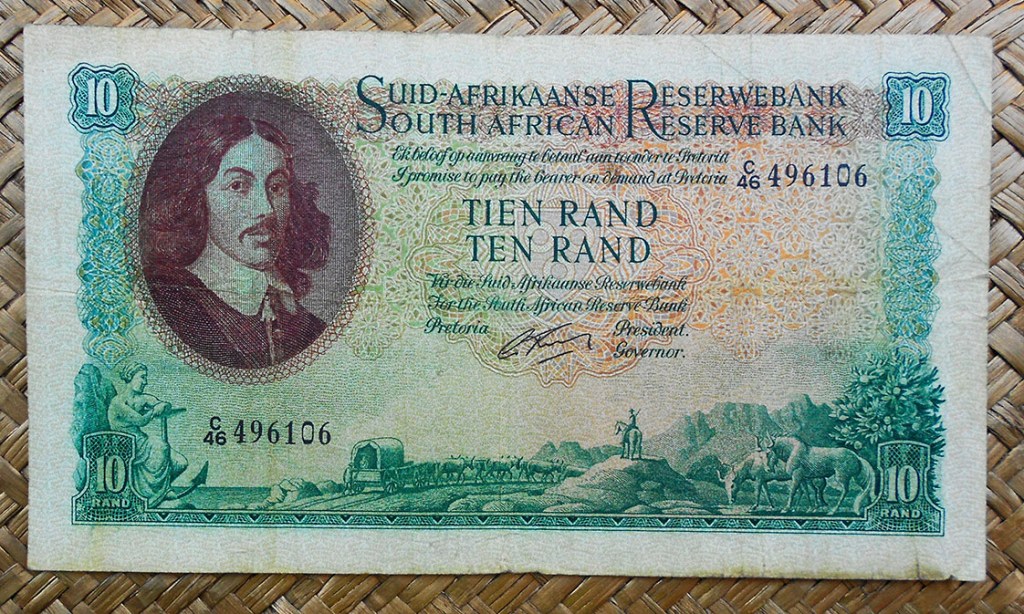 10
SUID-AFRIKAANSE RESERWEBANK
SOUTH AFRICAN RESERVE BANK
10
Ek beloof op aanvraag te betaal aan toonder te Pretoria
I promise to pay the bearer on demand at Pretoria
C/46 496106
TIEN RAND
TEN RAND
Vir die Suid-Afrikaanse Reserwebank
For the South African Reserve Bank
Pretoria
President.
Governor.
C/46 496106
10
RAND
10
RAND